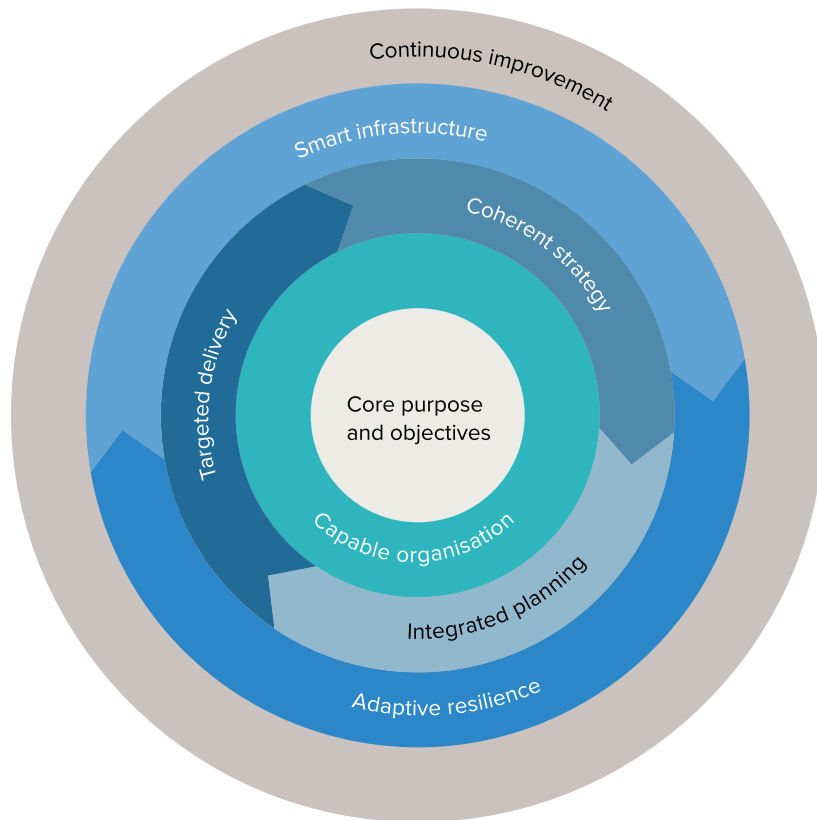 Continuous improvement
Smart infrastructure
Coherent strategy
Targeted delivery
Core purpose
and objectives
Capable organisation
Integrated planning
Adaptive resilience